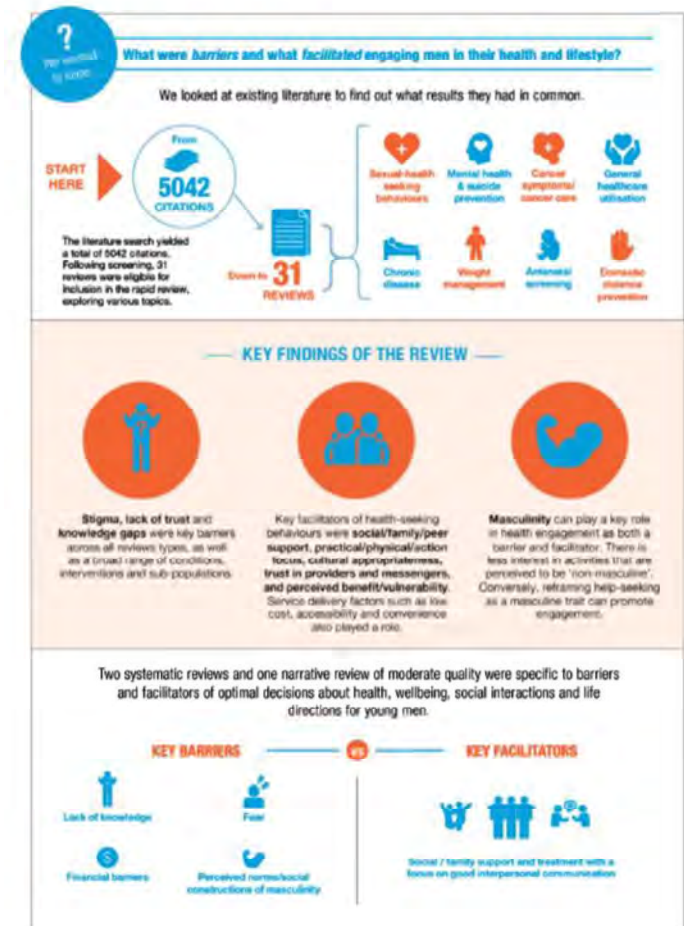 ?
We wanted
to know
What were barriers and what facilitated engaging men in their health and lifestyle?
We looked at existing literature to find out what results they had in common.
START
HERE
From
5042
CITATIONS
The literature search yielded
a total of 5042 citations.
Following screening, 31
reviews were eligible for
inclusion in the rapid review,
exploring various topics.
Down to 31
REVIEWS
Sexual-health
seeking
behaviours
Mental health
& suicide
prevention
Cancer
symptoms/
cancer care
General
healthcare
utilisation
Chronic
disease
Weight
management
Antenatal
screening
Domestic
violence
prevention
KEY FINDINGS OF THE REVIEW
Stigma, lack of trust and
knowledge gaps were key barriers
across all reviews types, as well
as a broad range of conditions,
interventions and sub-populations.
Key facilitators of health-seeking
behaviours were social/family/peer
support, practical/physical/action
focus, cultural appropriateness,
trust in providers and messengers,
and perceived benefit/vulnerability.
Service delivery factors such as low
cost, accessibility and convenience
also played a role.
Masculinity can play a key role
in health engagement as both a
barrier and facilitator. There is
less interest in activities that are
perceived to be 'non-masculine'.
Conversely, reframing help-seeking
as a masculine trait can promote
engagement.
Two systematic reviews and one narrative review of moderate quality were specific to barriers
and facilitators of optimal decisions about health, wellbeing, social interactions and life
directions for young men.
KEY BARRIERS
VS
KEY FACILITATORS
Lack of knowledge
Fear
Financial barriers
Perceived norms/social
constructions of masculinity
Social / family support and treatment with a
focus on good interpersonal communication